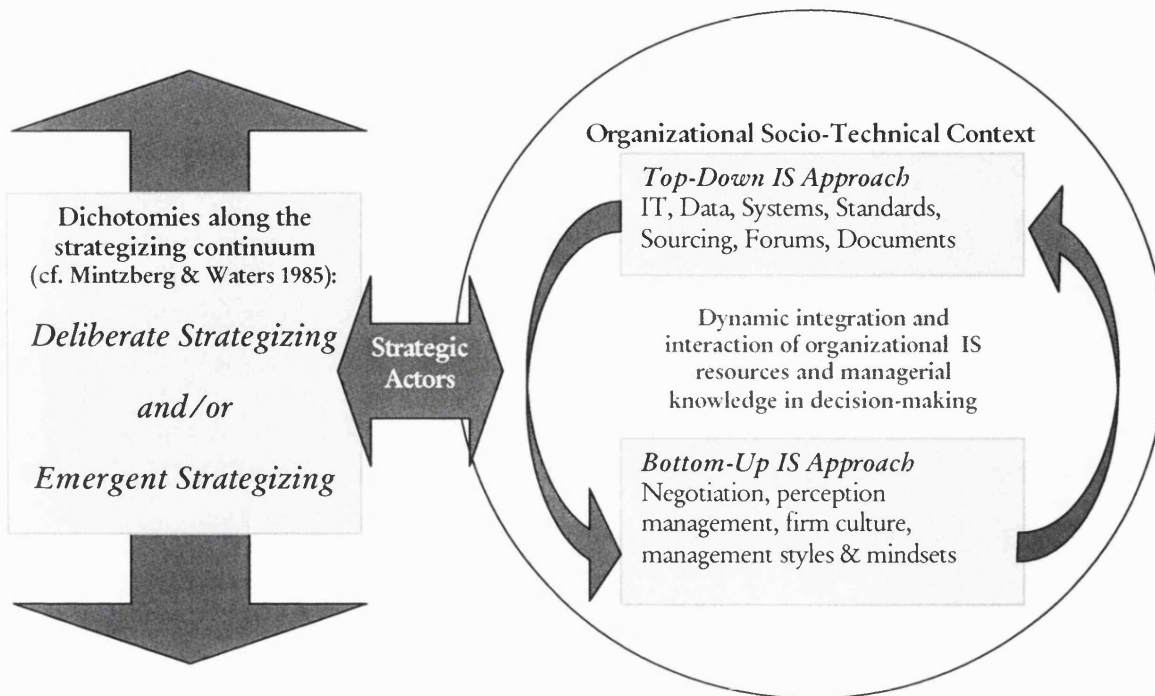 Dichotomies along the
strategizing continuum
(cf. Mintzberg & Waters 1985):
Deliberate Strategizing
and/or
Emergent Strategizing
Strategic
Actors
Organizational Socio-Technical Context
Top-Down IS Approach
IT, Data, Systems, Standards,
Sourcing, Forums, Documents
Dynamic integration and
interaction of organizational IS
resources and managerial
knowledge in decision-making
Bottom-Up IS Approach
Negotiation, perception
management, firm culture,
management styles & mindsets